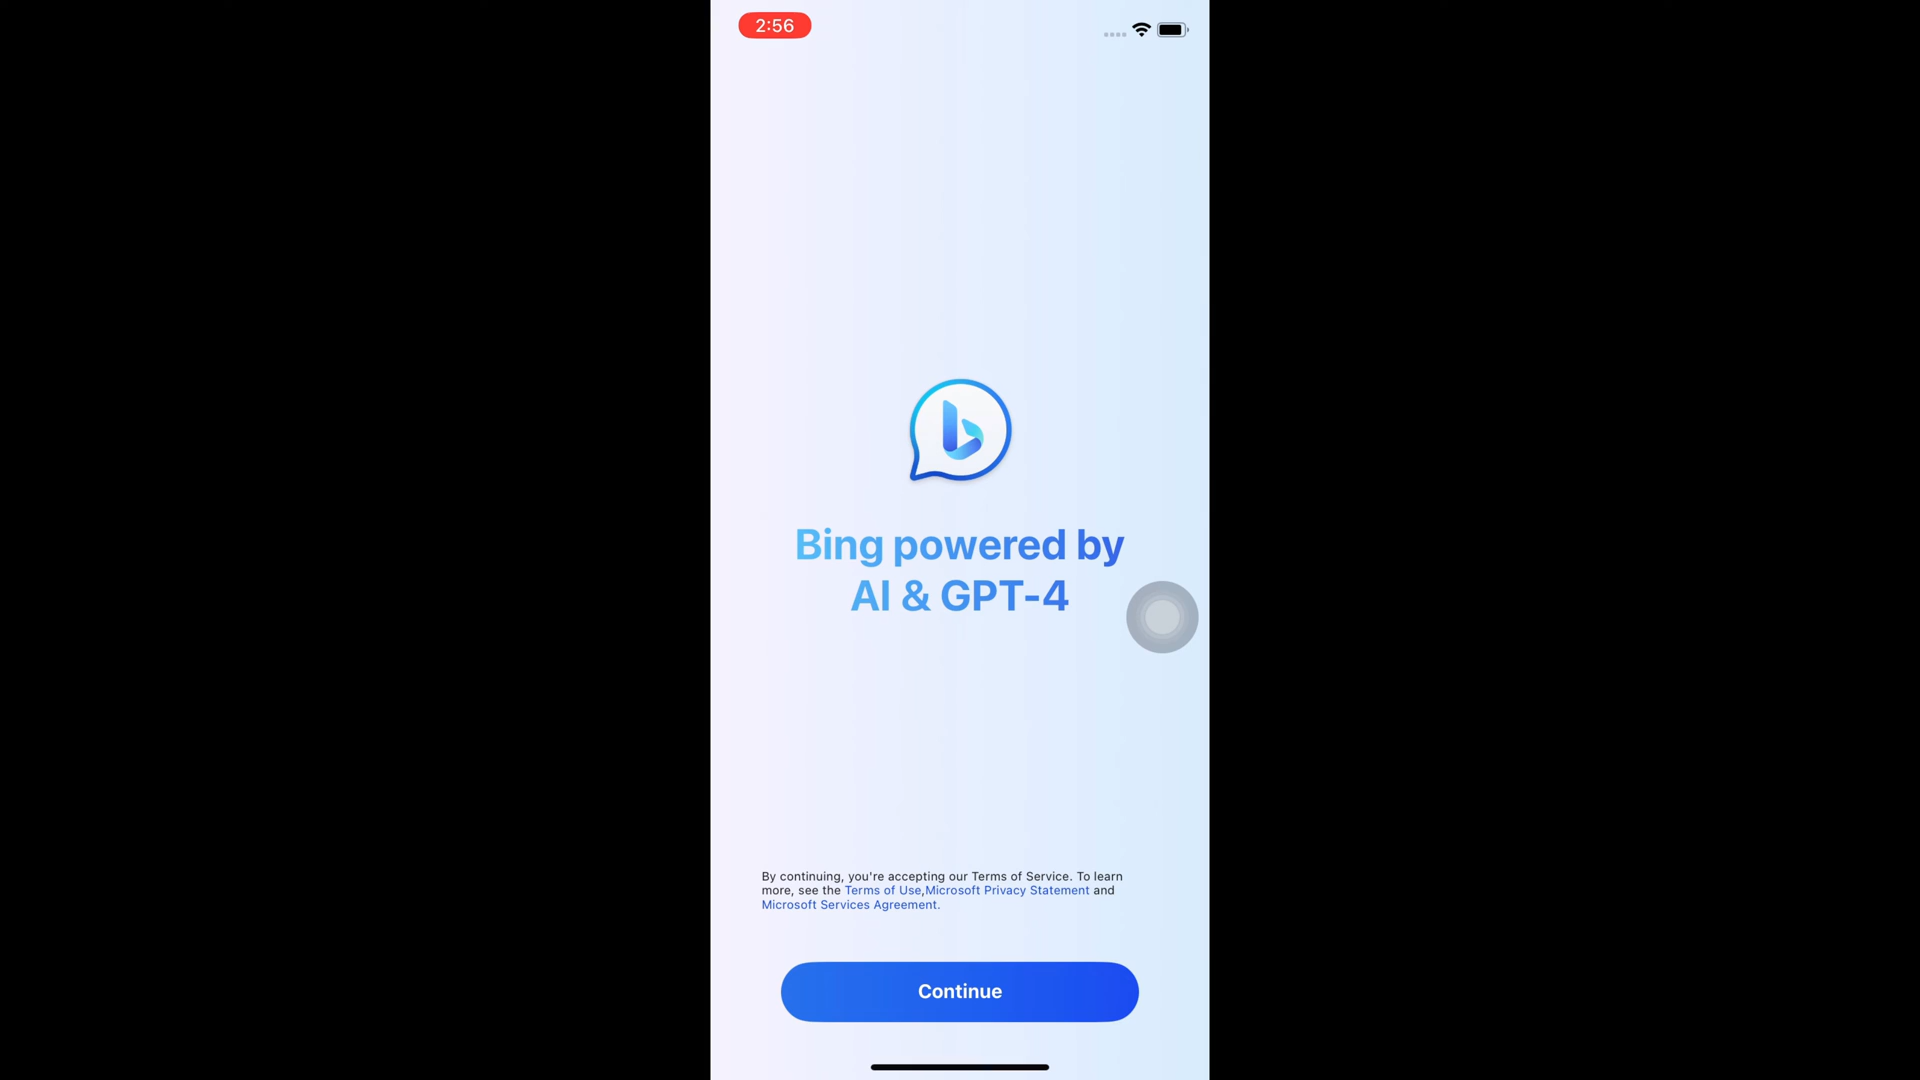 2:56
Bing powered by
AI & GPT-4
By continuing, you're accepting our Terms of Service. To learn
more, see the Terms of Use,Microsoft Privacy Statement and
Microsoft Services Agreement.
Continue